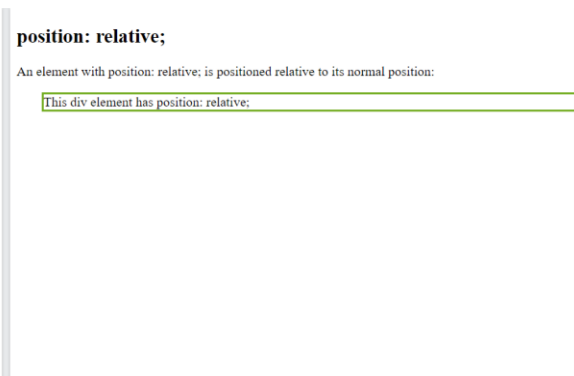 position: relative;
An element with position: relative; is positioned relative to its normal position:
This div element has position: relative;